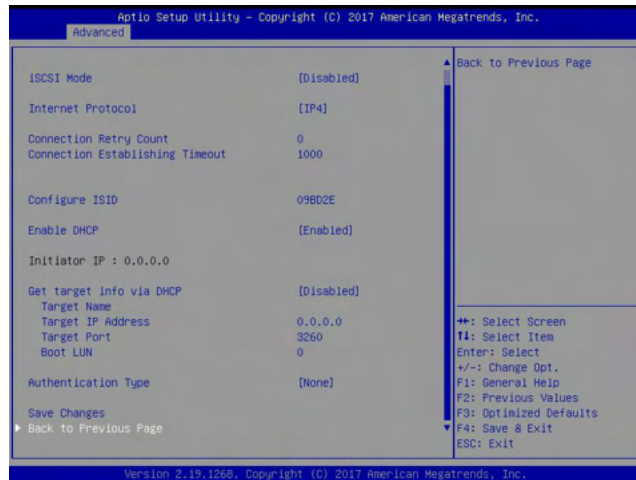 Aptio Setup Utility – Copyright (C) 2017 American Megatrends, Inc.
Advanced
iSCSI Mode [Disabled]
Internet Protocol [IP4]
Connection Retry Count 0
Connection Establishing Timeout 1000
Configure ISID 09BD2E
Enable DHCP [Enabled]
Initiator IP : 0.0.0.0
Get target info via DHCP [Disabled]
Target Name
Target IP Address 0.0.0.0
Target Port 3260
Boot LUN 0
Authentication Type [None]
Save Changes
Back to Previous Page
Back to Previous Page
→←: Select Screen
↑↓: Select Item
Enter: Select
+/-: Change Opt.
F1: General Help
F2: Previous Values
F3: Optimized Defaults
F4: Save & Exit
ESC: Exit
Version 2.19.1268. Copyright (C) 2017 American Megatrends, Inc.